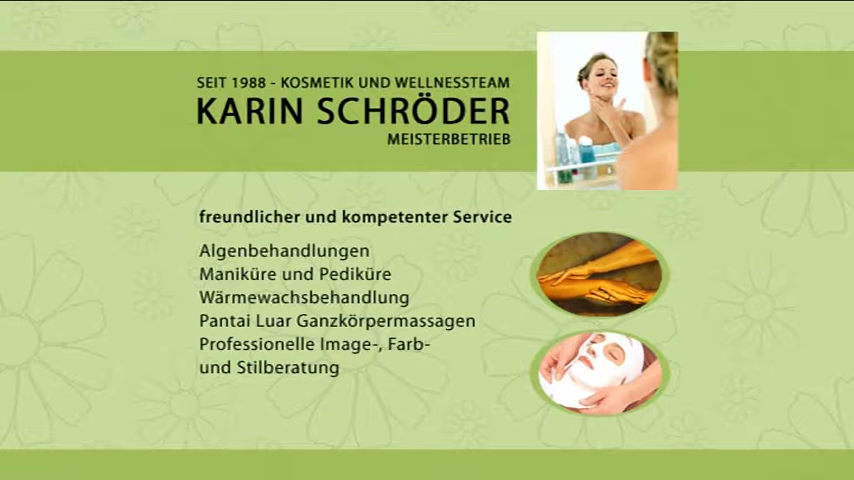 SEIT 1988 - KOSMETIK UND WELLNESSTEAM
KARIN SCHRÖDER
MEISTERBETRIEB
freundlicher und kompetenter Service
Algenbehandlungen
Maniküre und Pediküre
Wärmewachsbehandlung
Pantai Luar Ganzkörpermassagen
Professionelle Image-, Farb-
und Stilberatung